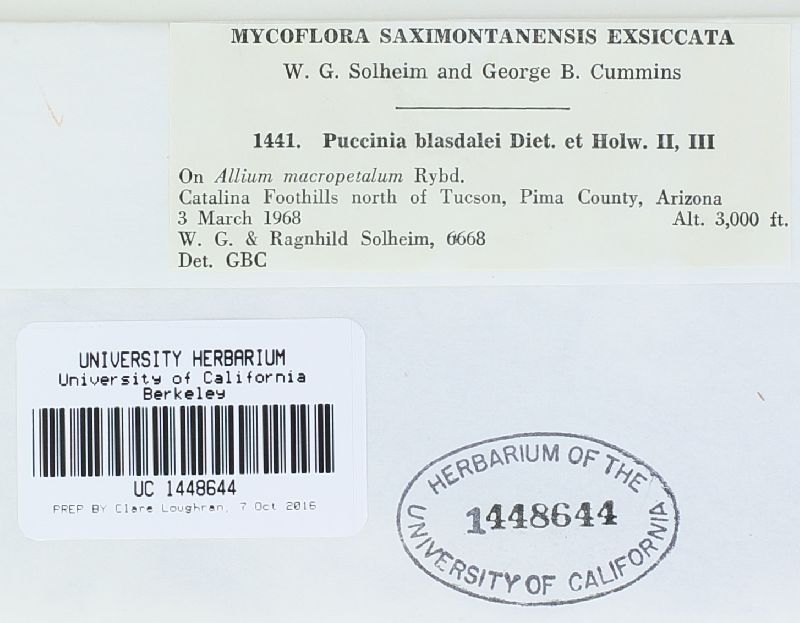 MYCOFLORA SAXIMONTANENSIS EXSICCATA
W. G. Solheim and George B. Cummins
1441. Puccinia blasdalei Diet. et Holw. II, III
On Allium macropetalum Rybd.
Catalina Foothills north of Tucson, Pima County, Arizona
3 March 1968 Alt. 3,000 ft.
W. G. & Ragnhild Solheim, 6668
Det. GBC
UNIVERSITY HERBARIUM
University of California
Berkeley
UC 1448644
PREP BY Clare Loughran, 7 Oct 2016
HERBARIUM OF THE
1448644
UNIVERSITY OF CALIFORNIA